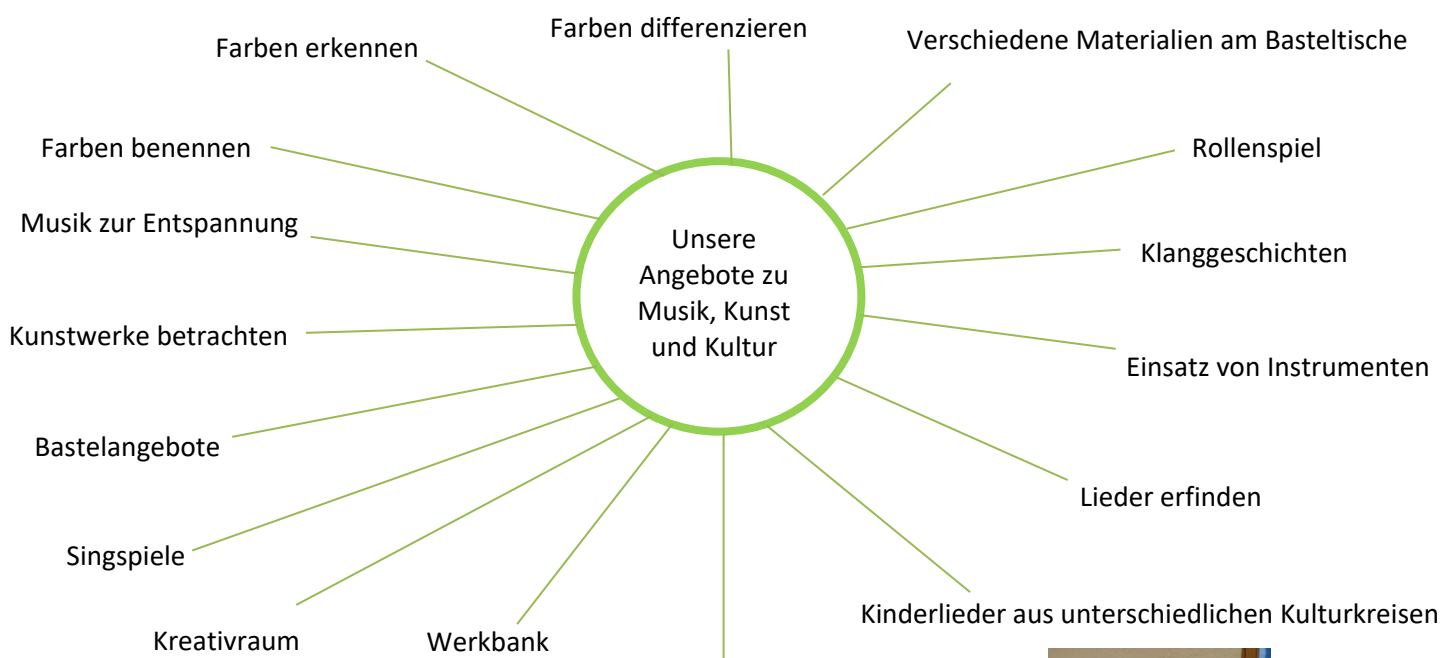 Farben erkennen
Farben differenzieren
Verschiedene Materialien am Basteltische
Farben benennen
Rollenspiel
Musik zur Entspannung
Klanggeschichten
Unsere
Angebote zu
Musik, Kunst
und Kultur
Kunstwerke betrachten
Einsatz von Instrumenten
Bastelangebote
Lieder erfinden
Singspiele
Kinderlieder aus unterschiedlichen Kulturkreisen
Kreativraum
Werkbank